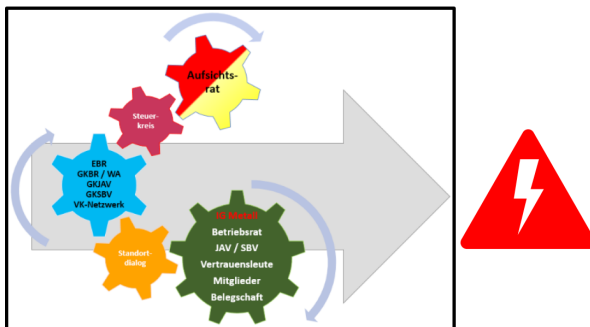 Aufsichts-
rat
Steuer-
kreis
EBR
GKBR / WA
GKJAV
GKSBV
VK-Netzwerk
Standort-
dialog
IG Metall
Betriebsrat
JAV / SBV
Vertrauensleute
Mitglieder
Belegschaft